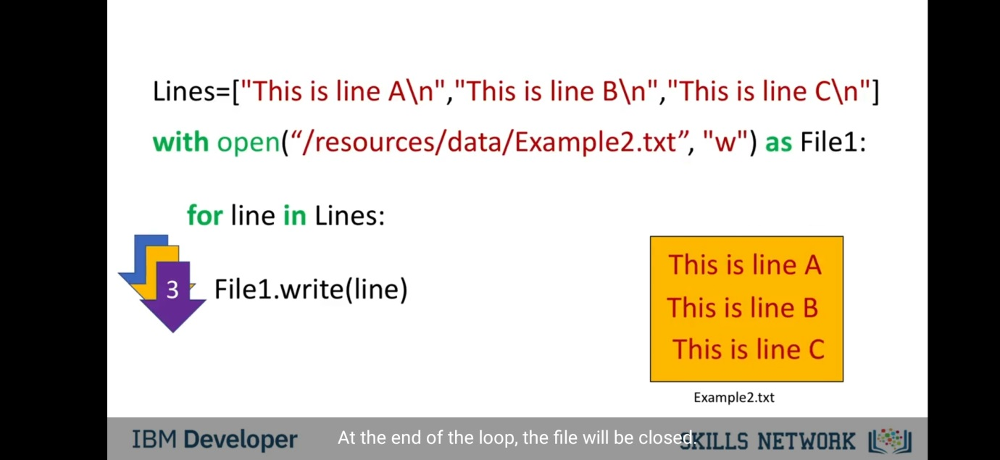 Lines=["This is line A\n","This is line B\n","This is line C\n"]
with open(“/resources/data/Example2.txt”, "w") as File1:
for line in Lines:
3 File1.write(line)
This is line A
This is line B
This is line C
Example2.txt
IBM Developer
At the end of the loop, the file will be closed.
SKILLS NETWORK